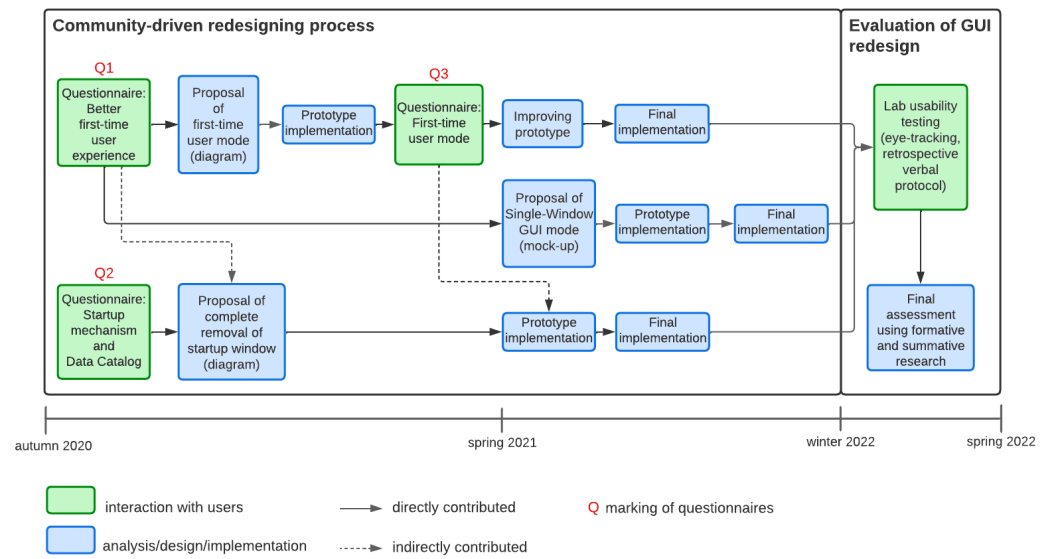 Community-driven redesigning process
Evaluation of GUI
redesign
Q1
Questionnaire:
Better
first-time
user
experience
Proposal
of
first-time
user mode
(diagram)
Prototype
implementation
Q3
Questionnaire:
First-time
user mode
Improving
prototype
Final
implementation
Lab usability
testing
(eye-tracking,
retrospective
verbal
protocol)
Proposal of
Single-Window
GUI mode
(mock-up)
Prototype
implementation
Final
implementation
Q2
Questionnaire:
Startup
mechanism
and
Data Catalog
Proposal of
complete
removal of
startup window
(diagram)
Prototype
implementation
Final
implementation
Final
assessment
using formative
and summative
research
autumn 2020
spring 2021
winter 2022
spring 2022
interaction with users
directly contributed
Q marking of questionnaires
analysis/design/implementation
indirectly contributed